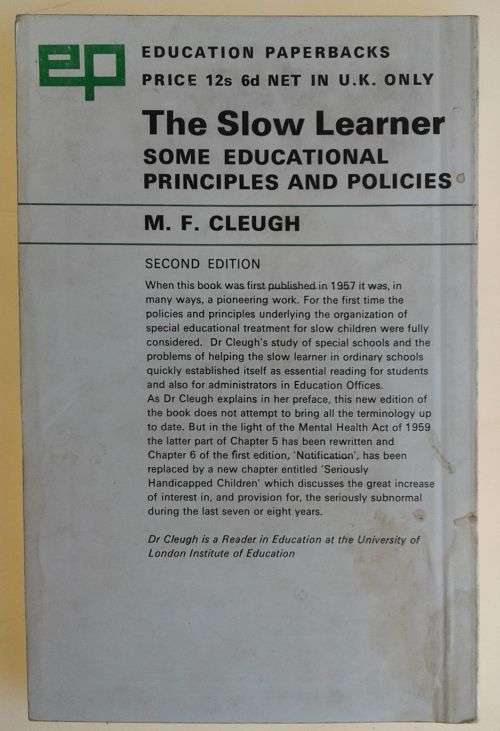 ep
EDUCATION PAPERBACKS
PRICE 12s 6d NET IN U.K. ONLY
The Slow Learner
SOME EDUCATIONAL
PRINCIPLES AND POLICIES
M. F. CLEUGH
SECOND EDITION
When this book was first published in 1957 it was, in
many ways, a pioneering work. For the first time the
policies and principles underlying the organization of
special educational treatment for slow children were fully
considered. Dr Cleugh's study of special schools and the
problems of helping the slow learner in ordinary schools
quickly established itself as essential reading for students
and also for administrators in Education Offices.
As Dr Cleugh explains in her preface, this new edition of
the book does not attempt to bring all the terminology up
to date. But in the light of the Mental Health Act of 1959
the latter part of Chapter 5 has been rewritten and
Chapter 6 of the first edition, 'Notification', has been
replaced by a new chapter entitled 'Seriously
Handicapped Children' which discusses the great increase
of interest in, and provision for, the seriously subnormal
during the last seven or eight years.
Dr Cleugh is a Reader in Education at the University of
London Institute of Education